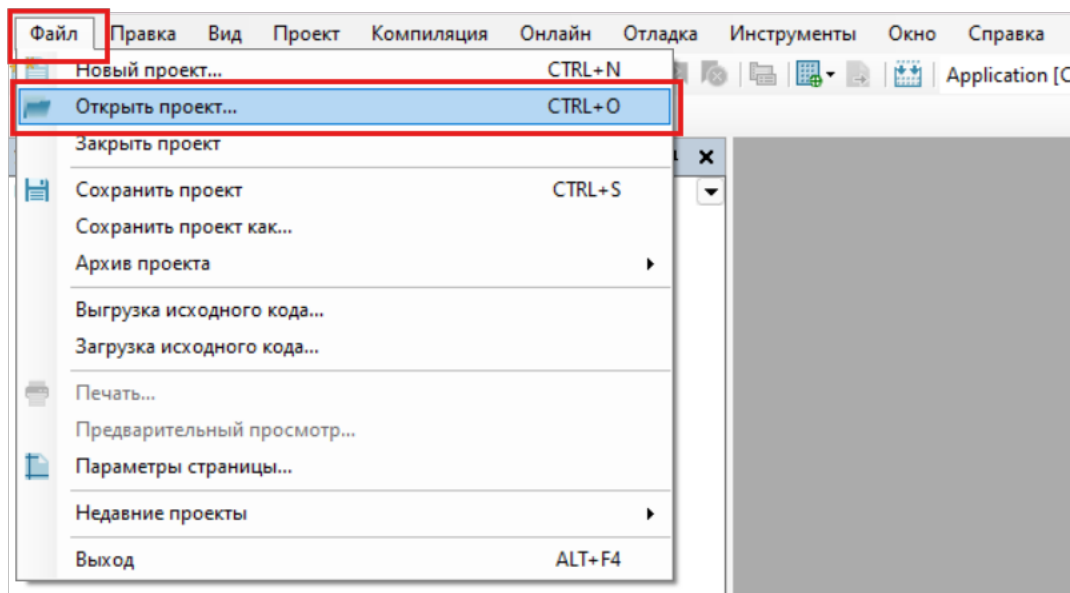 Файл Правка Вид Проект Компиляция Онлайн Отладка Инструменты Окно Справка
Новый проект... CTRL+N
Application [C
Открыть проект... CTRL+O
Закрыть проект
Сохранить проект CTRL+S
Сохранить проект как...
Архив проекта
Выгрузка исходного кода...
Загрузка исходного кода...
Печать...
Предварительный просмотр...
Параметры страницы...
Недавние проекты
Выход ALT+F4